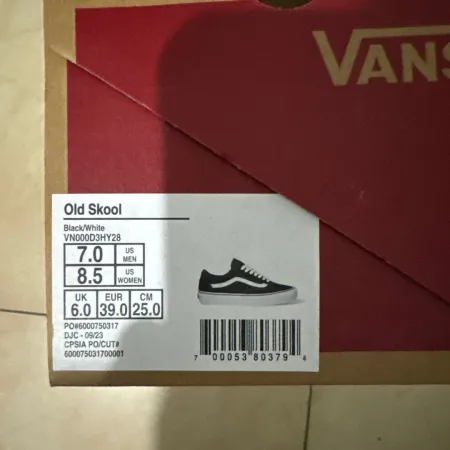 VANS
Old Skool
Black/White
VN000D3HY28
7.0 US MEN
8.5 US WOMEN
UK EUR CM
6.0 39.0 25.0
PO#6000750317
DJC - 09/23
CPSIA PO/CUT#
600075031700001
7 00053 80379 4